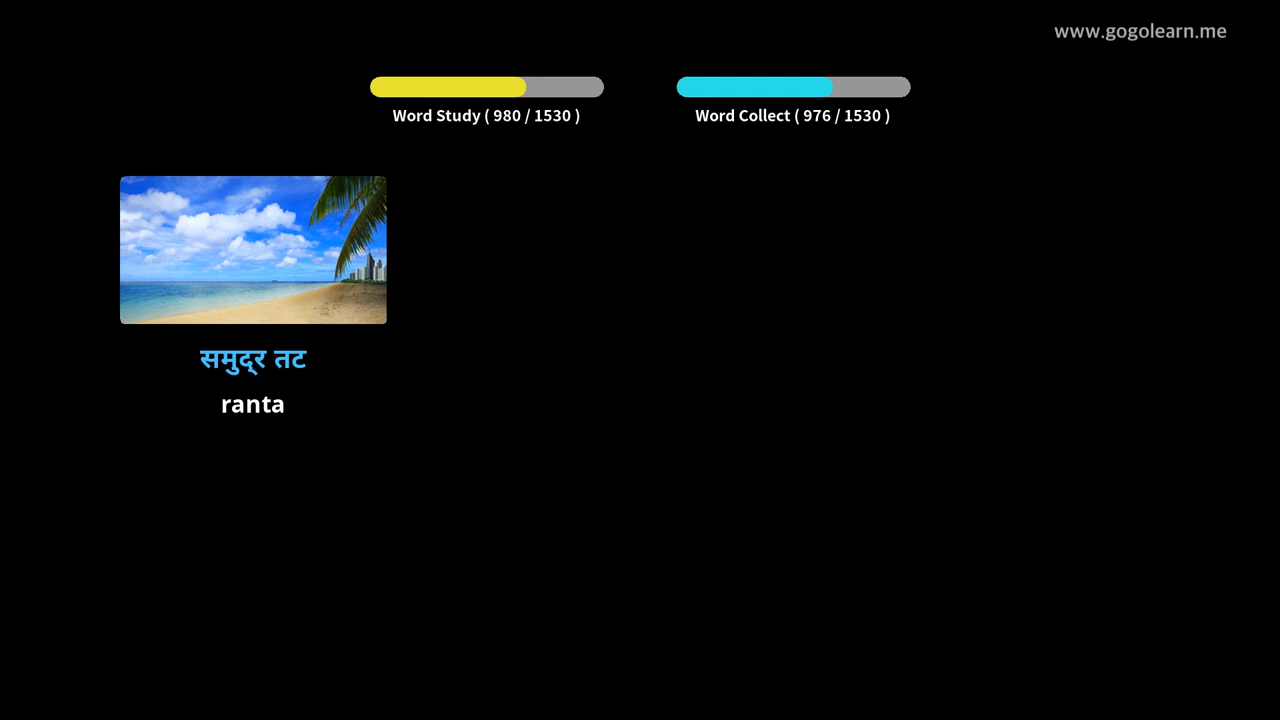 www.gogolearn.me
Word Study ( 980 / 1530 )
Word Collect ( 976 / 1530 )
समुद्र तट
ranta